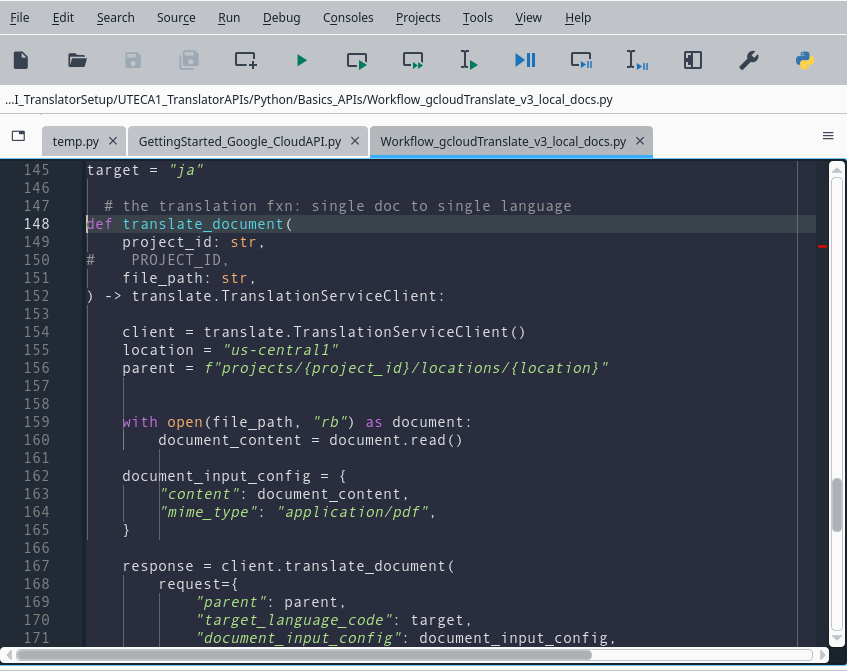 File Edit Search Source Run Debug Consoles Projects Tools View Help
...I_TranslatorSetup/UTECA1_TranslatorAPIs/Python/Basics_APIs/Workflow_gcloudTranslate_v3_local_docs.py
temp.py GettingStarted_Google_CloudAPI.py Workflow_gcloudTranslate_v3_local_docs.py
145 target = "ja"
146
147 # the translation fxn: single doc to single language
148 def translate_document(
149 project_id: str,
150 # PROJECT_ID,
151 file_path: str,
152 ) -> translate.TranslationServiceClient:
153
154 client = translate.TranslationServiceClient()
155 location = "us-central1"
156 parent = f"projects/{project_id}/locations/{location}"
157
158
159 with open(file_path, "rb") as document:
160 document_content = document.read()
161
162 document_input_config = {
163 "content": document_content,
164 "mime_type": "application/pdf",
165 }
166
167 response = client.translate_document(
168 request={
169 "parent": parent,
170 "target_language_code": target,
171 "document_input_config": document_input_config,